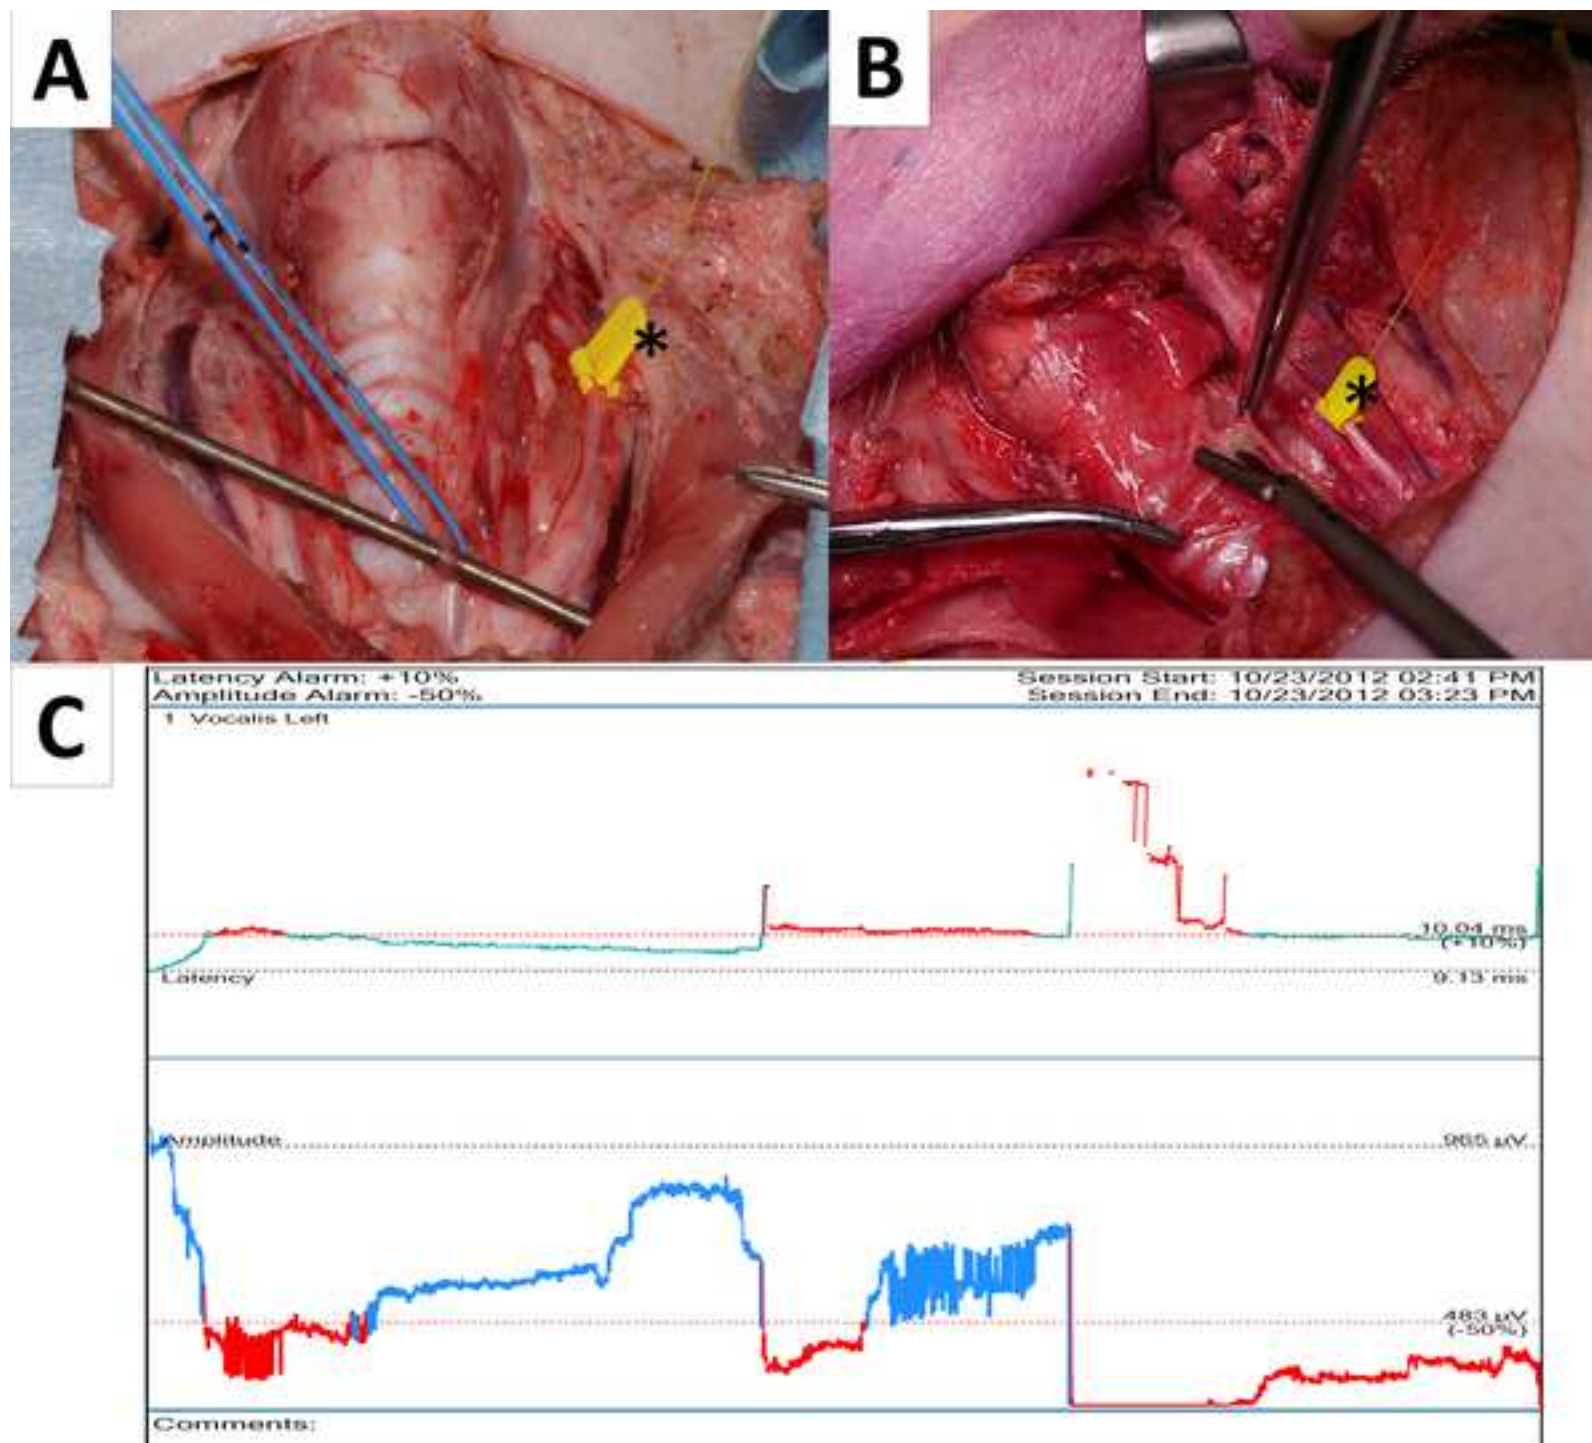 A
B
*
*
C
Latency Alarm: +10%
Session Start: 10/23/2012 02:41 PM
Amplitude Alarm: -50%
Session End: 10/23/2012 03:23 PM
1 Vocalis Left
10.04 ms
(+10%)
Latency
9.13 ms
Amplitude
965 µV
483 µV
(-50%)
Comments: